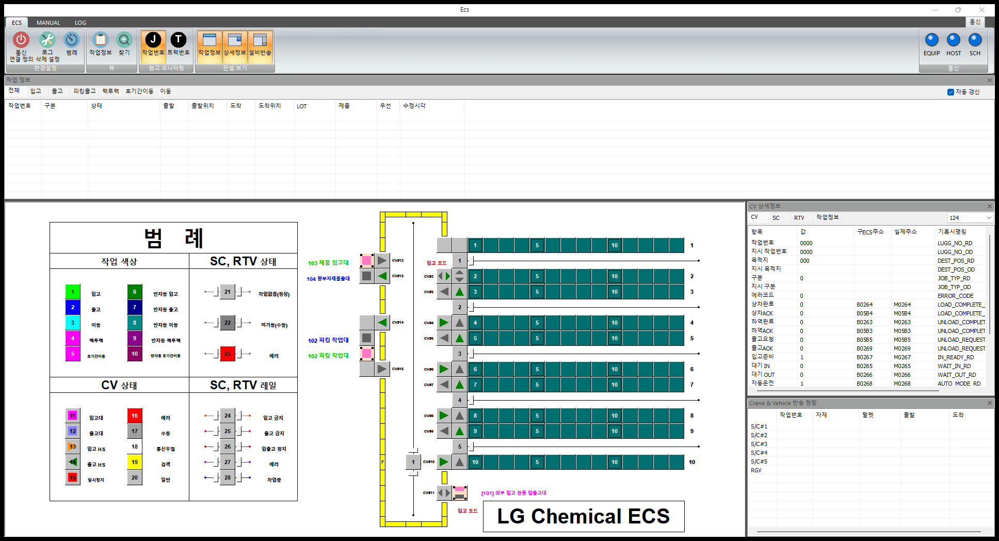 Ecs
ECS MANUAL LOG 통신
통신 연결 정의
로그 삭제 설정
범례
작업정보 찾기
작업번호 트랙번호
작업정보 상세정보 설비반송
EQUIP HOST SCH
환경설정 뷰 창고 모니터링 판넬 보기 통신
작업 정보
전체 입고 출고 피킹출고 랙투랙 호기간이동 이동 자동 갱신
작업번호 구분 상태 출발 출발위치 도착 도착위치 LOT 제품 우선 수정시각
범 례
작업 색상
1 입고 6 반자동 입고
2 출고 7 반자동 출고
3 이동 8 반자동 이동
4 랙투랙 9 반자동 랙투랙
5 호기간이동 10 반자동 호기간이동
SC, RTV 상태
21 작업없음(정상)
22 미가동(수동)
23 에러
CV 상태
11 입고대 16 에러
12 출고대 17 수동
13 입고 HS 18 통신두절
14 출고 HS 19 검색
15 일시정지 20 일반
SC, RTV 레일
24 입고 금지
25 출고 금지
26 입출고 정지
27 에러
28 작업중
103 제품 입고대 CV#12
104 원부자재불출대 CV#13
CV#14
102 피킹 작업대
102 피킹 작업대
CV#15
F
1
1 5 10 1
입고 모드 1
CV#2 2 5 10 2
CV#3 3 5 10 3
2
CV#4 4 5 10 4
CV#5 5 5 10 5
3
CV#6 6 5 10 6
CV#7 7 5 10 7
4
CV#8 8 5 10 8
CV#9 9 5 10 9
5
CV#10 10 5 10 10
CV#11 [101] 외부 입고 전용 입출고대
입고 모드
LG Chemical ECS
CV 상세정보
CV SC RTV 작업정보 124
항목 값 구ECS주소 실제주소 기록시명칭
작업번호 0000 LUGG_NO_RD
지시 작업번호 0000 LUGG_NO_OD
목적지 000 DEST_POS_RD
지시 목적지 DEST_POS_OD
구분 0 JOB_TYP_RD
지시 구분 JOB_TYP_OD
에러코드 0 ERROR_CODE
상차완료 0 B0264 M0264 LOAD_COMPLETE_
상차ACK 0 B05B4 M05B4 LOAD_COMPLETE_
하역완료 0 B0263 M0263 UNLOAD_COMPLET
하역ACK 0 B05B3 M05B3 UNLOAD_COMPLET
출고요청 0 B05B5 M05B5 UNLOAD_REQUEST
출고ACK 0 B0269 M0269 UNLOAD_REQUEST
입고준비 1 B0267 M0267 IN_READY_RD
대기 IN 0 B0265 M0265 WAIT_IN_RD
대기 OUT 0 B0266 M0266 WAIT_OUT_RD
자동운전 1 B0268 M0268 AUTO_MODE_RD
Crane & Vehicle 반송 현황
작업번호 자재 팔렛 출발 도착
S/C#1
S/C#2
S/C#3
S/C#4
S/C#5
RGV